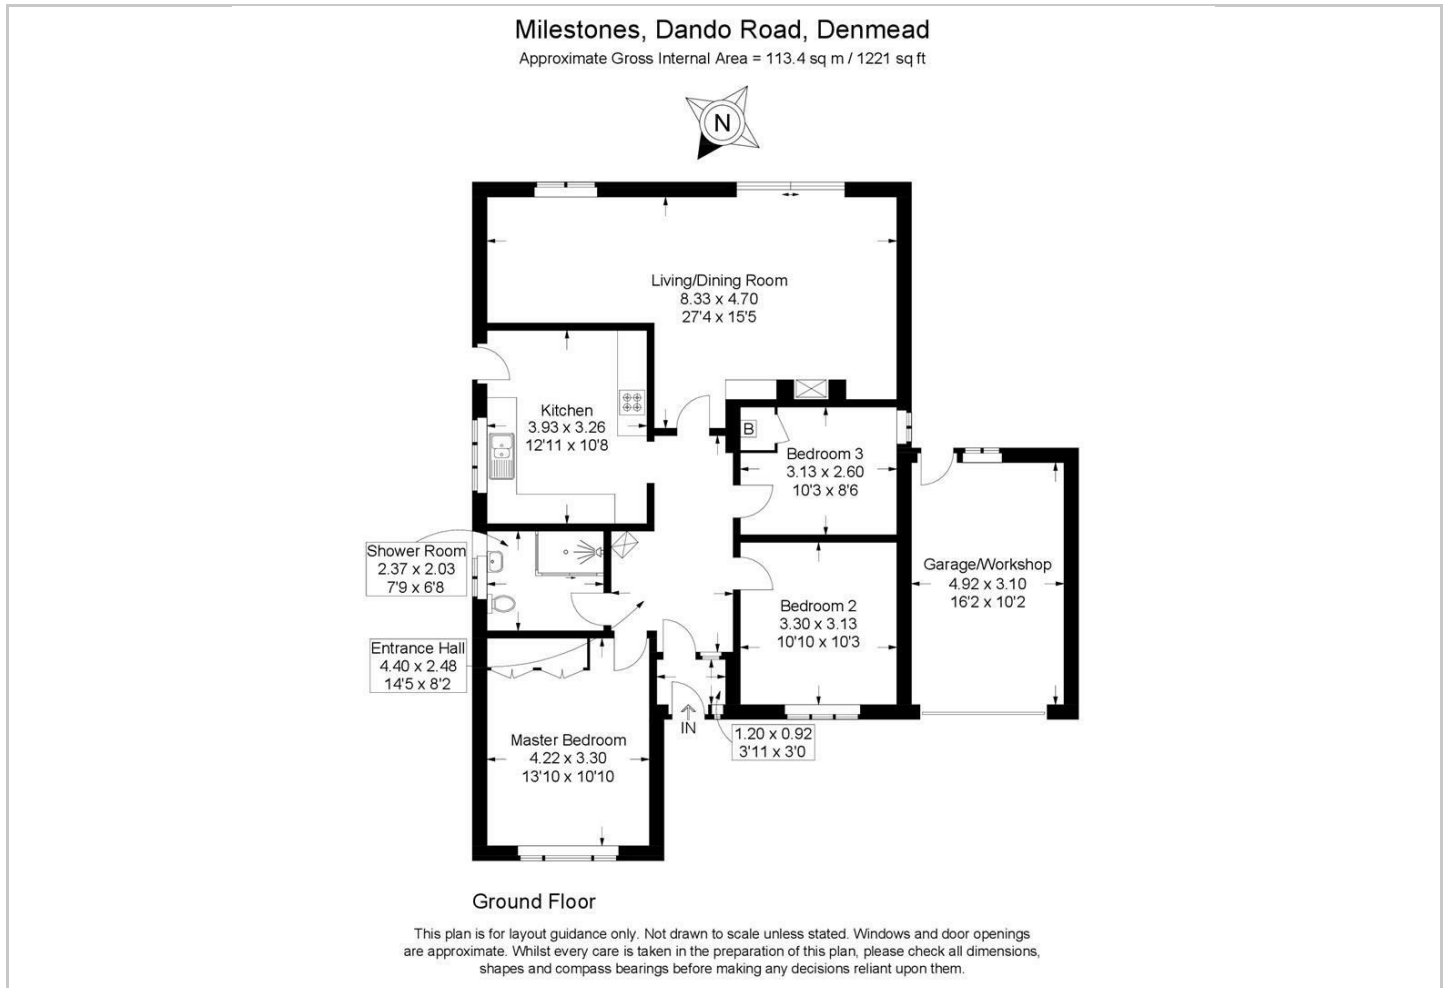 Milestones, Dando Road, Denmead
Approximate Gross Internal Area = 113.4 sq m / 1221 sq ft
N
Living/Dining Room
8.33 x 4.70
27'4 x 15'5
Kitchen
3.93 x 3.26
12'11 x 10'8
B
Bedroom 3
3.13 x 2.60
10'3 x 8'6
Shower Room
2.37 x 2.03
7'9 x 6'8
Garage/Workshop
4.92 x 3.10
16'2 x 10'2
Bedroom 2
3.30 x 3.13
10'10 x 10'3
Entrance Hall
4.40 x 2.48
14'5 x 8'2
IN
1.20 x 0.92
3'11 x 3'0
Master Bedroom
4.22 x 3.30
13'10 x 10'10
Ground Floor
This plan is for layout guidance only. Not drawn to scale unless stated. Windows and door openings
are approximate. Whilst every care is taken in the preparation of this plan, please check all dimensions,
shapes and compass bearings before making any decisions reliant upon them.